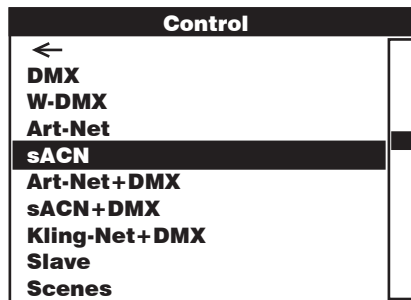 Control
←
DMX
W-DMX
Art-Net
sACN
Art-Net+DMX
sACN+DMX
Kling-Net+DMX
Slave
Scenes